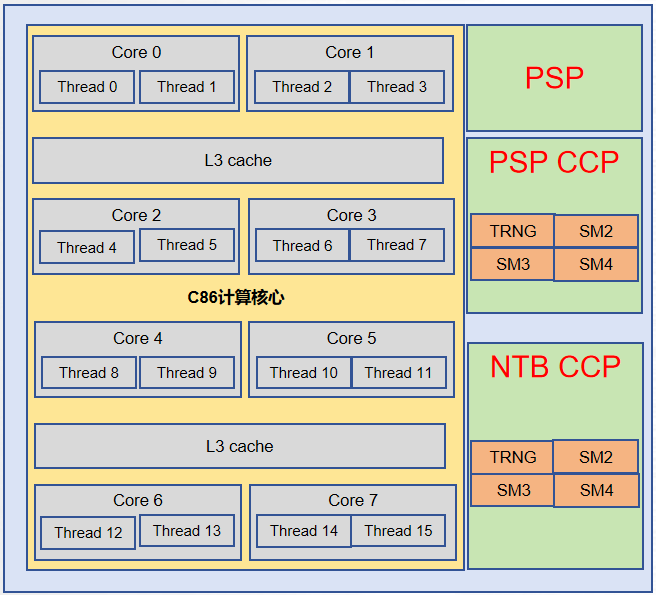 Core 0
Core 1
Thread 0
Thread 1
Thread 2
Thread 3
L3 cache
Core 2
Core 3
Thread 4
Thread 5
Thread 6
Thread 7
C86计算核心
Core 4
Core 5
Thread 8
Thread 9
Thread 10
Thread 11
L3 cache
Core 6
Core 7
Thread 12
Thread 13
Thread 14
Thread 15
PSP
PSP CCP
TRNG
SM2
SM3
SM4
NTB CCP
TRNG
SM2
SM3
SM4